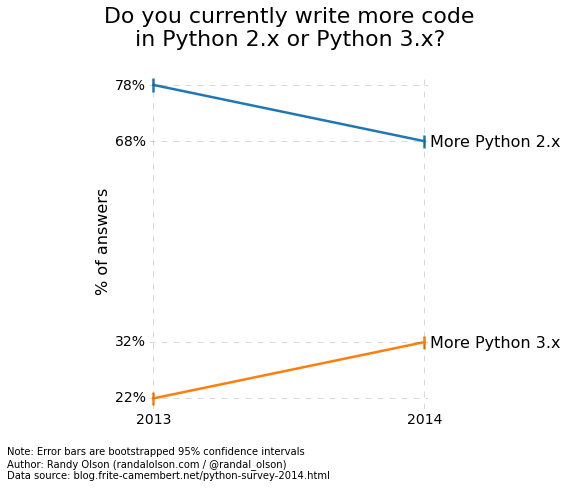 Do you currently write more code
in Python 2.x or Python 3.x?
78%
68%
More Python 2.x
% of answers
32%
More Python 3.x
22%
2013
2014
Note: Error bars are bootstrapped 95% confidence intervals
Author: Randy Olson (randalolson.com / @randal_olson)
Data source: blog.frite-camembert.net/python-survey-2014.html